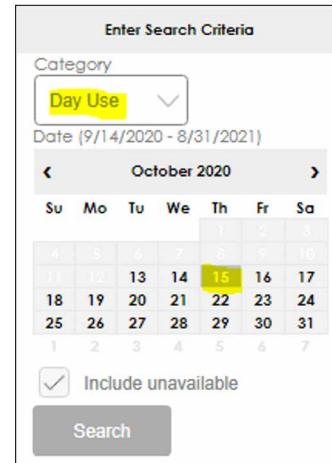 Enter Search Criteria
Category
Day Use
Date (9/14/2020 - 8/31/2021)
‹ October 2020 ›
Su Mo Tu We Th Fr Sa
1 2 3
4 5 6 7 8 9 10
11 12 13 14 15 16 17
18 19 20 21 22 23 24
25 26 27 28 29 30 31
1 2 3 4 5 6 7
Include unavailable
Search